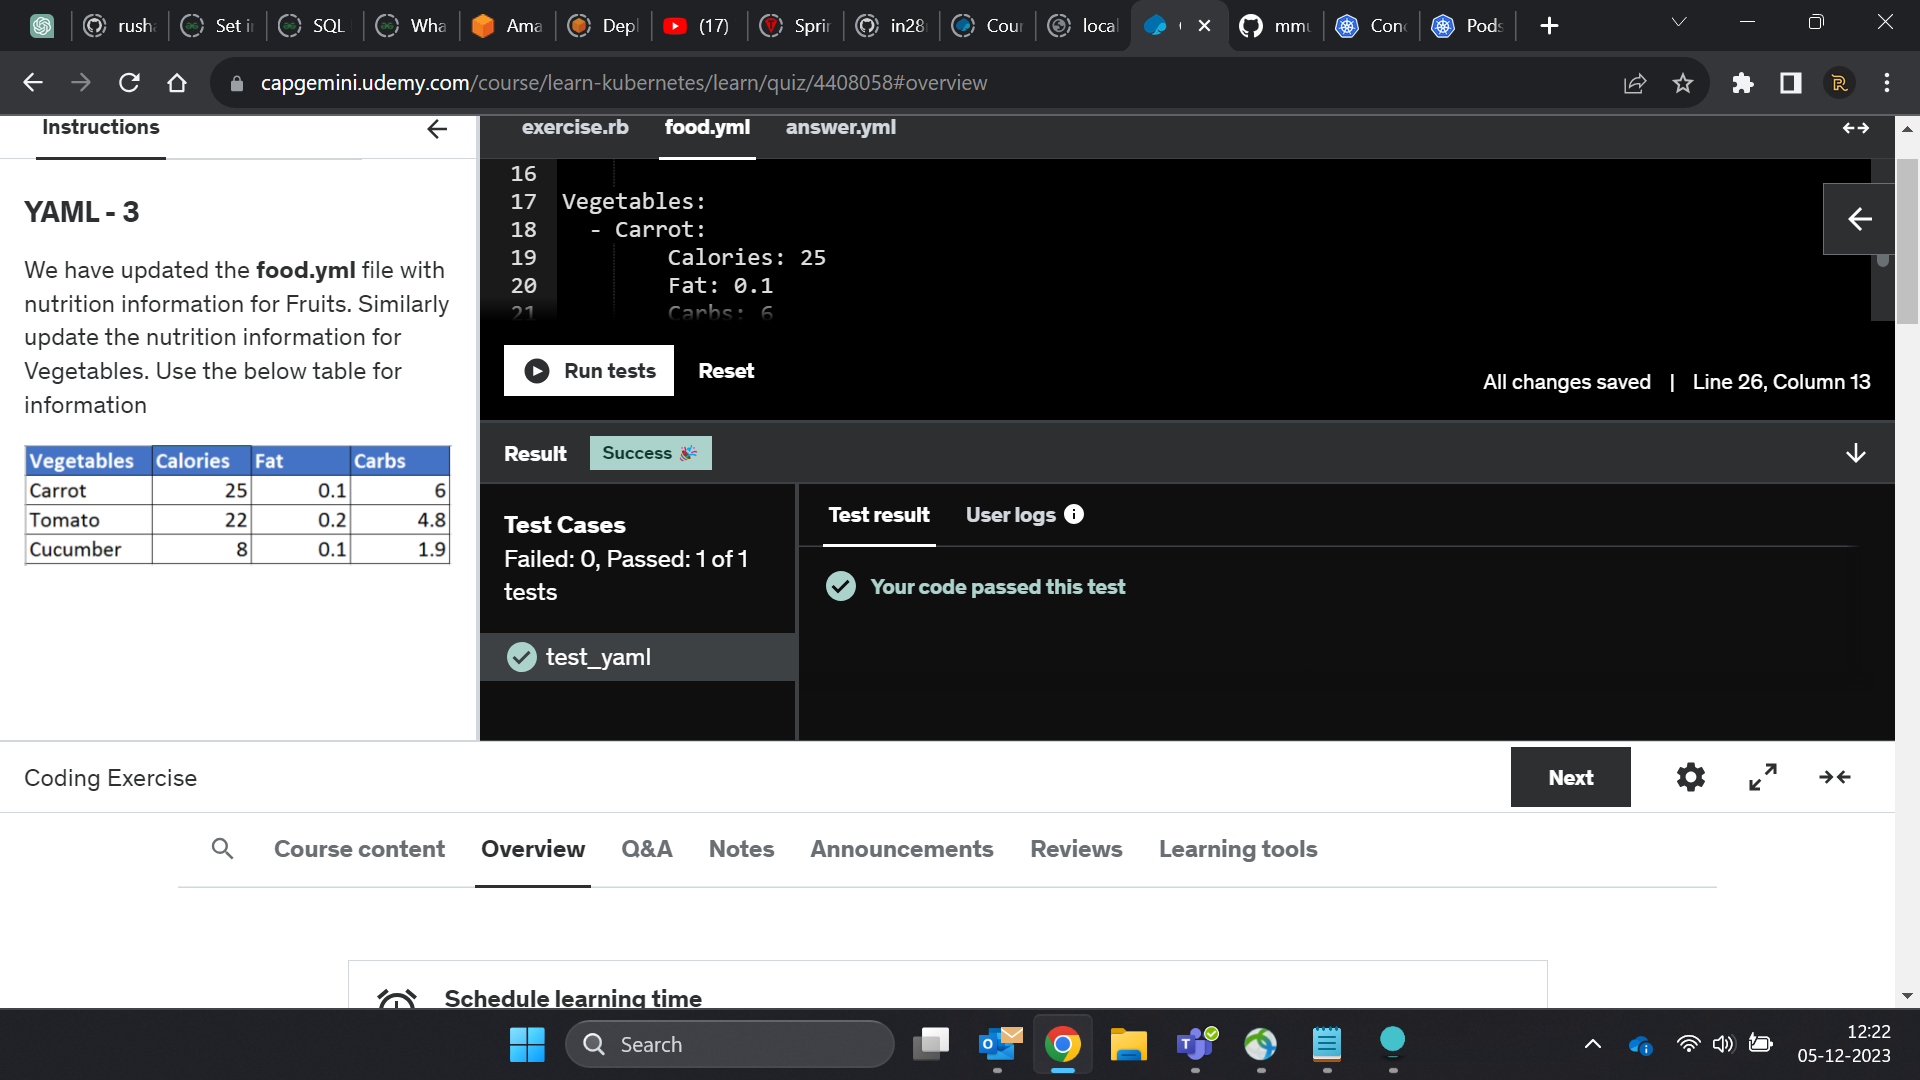 rusha
Set i
SQL
Wha
Ama
Depl
(17)
Sprin
in28
Cour
local
mmu
Conc
Pods
capgemini.udemy.com/course/learn-kubernetes/learn/quiz/4408058#overview
Instructions
exercise.rb food.yml answer.yml
YAML - 3
We have updated the food.yml file with
nutrition information for Fruits. Similarly
update the nutrition information for
Vegetables. Use the below table for
information
Vegetables Calories Fat Carbs
Carrot 25 0.1 6
Tomato 22 0.2 4.8
Cucumber 8 0.1 1.9
16
17 Vegetables:
18 - Carrot:
19 Calories: 25
20 Fat: 0.1
21 Carbs: 6
Run tests Reset
All changes saved | Line 26, Column 13
Result Success
Test Cases
Failed: 0, Passed: 1 of 1
tests
test_yaml
Test result User logs
Your code passed this test
Coding Exercise
Next
Course content Overview Q&A Notes Announcements Reviews Learning tools
Schedule learning time
Search
12:22
05-12-2023